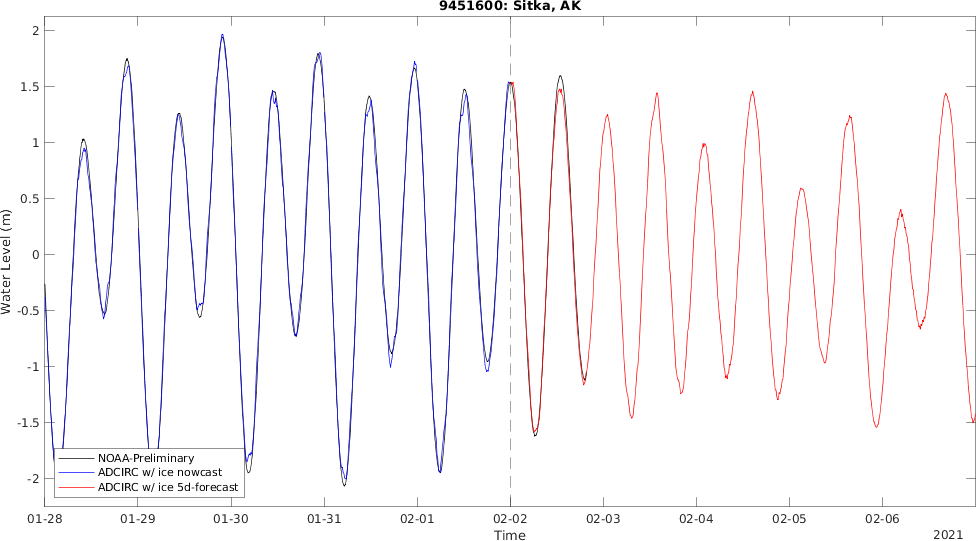 9451600: Sitka, AK
2
1.5
1
0.5
0
-0.5
-1
-1.5
-2
Water Level (m)
NOAA-Preliminary
ADCIRC w/ ice nowcast
ADCIRC w/ ice 5d-forecast
01-28 01-29 01-30 01-31 02-01 02-02 02-03 02-04 02-05 02-06
Time
2021